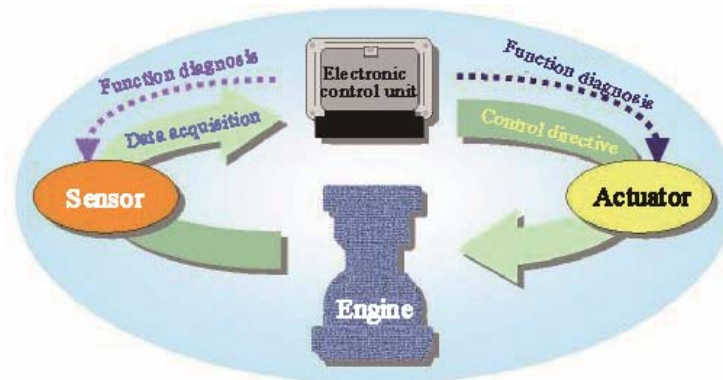 Function diagnosis
Electronic
control unit
Function diagnosis
Data acquisition
Control directive
Sensor
Actuator
Engine